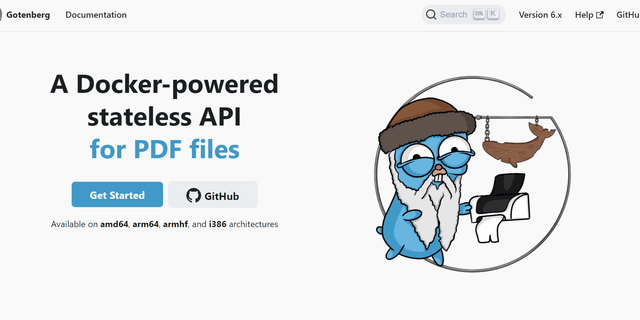 Gotenberg Documentation Search K Version 6.x Help GitHu
A Docker-powered
stateless API
for PDF files
Get Started GitHub
Available on amd64, arm64, armhf, and i386 architectures